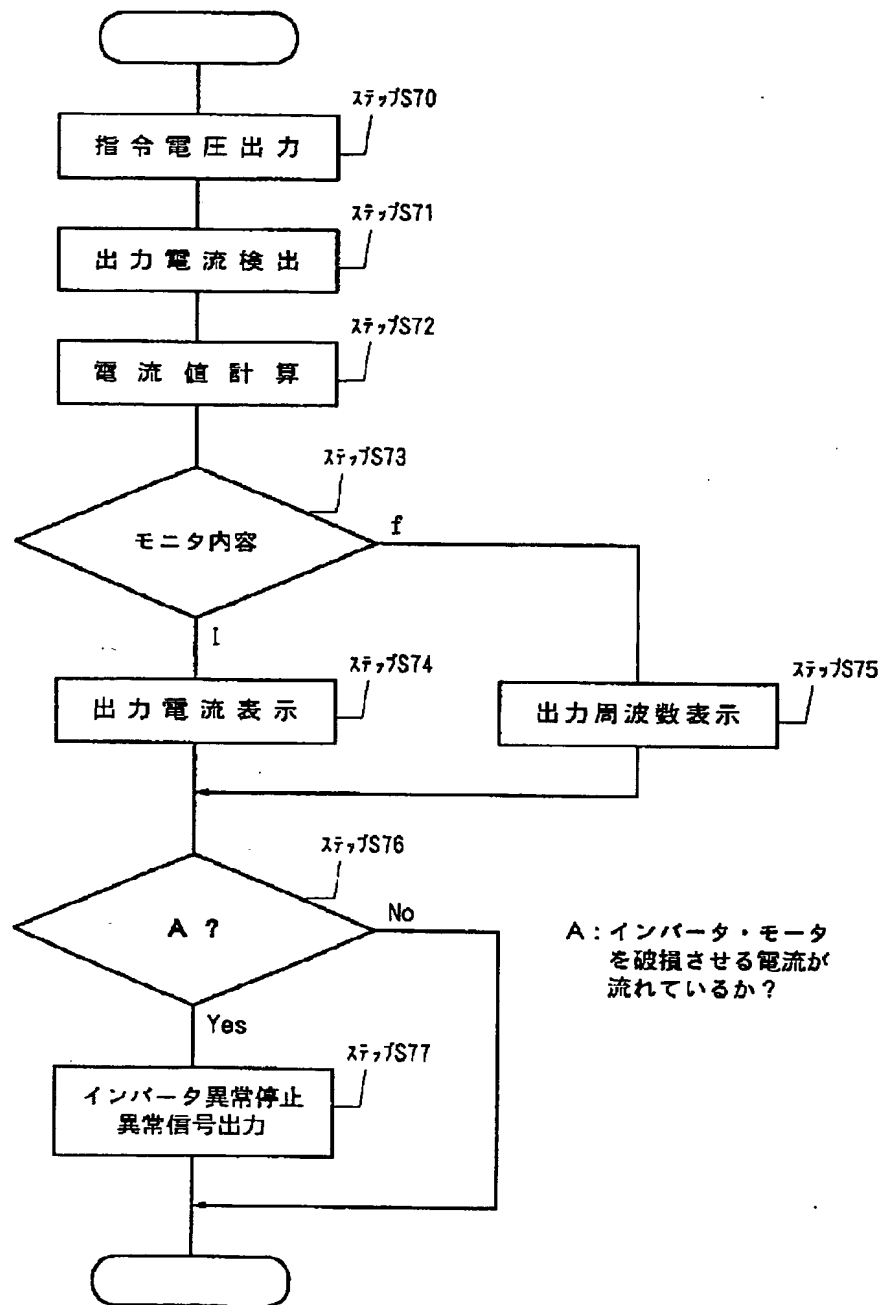 ステップS70
指令電圧出力
ステップS71
出力電流検出
ステップS72
電流値計算
ステップS73
モニタ内容
f
I
ステップS74
出力電流表示
ステップS75
出力周波数表示
ステップS76
A ?
No
Yes
A:インバータ・モータ
を破損させる電流が
流れているか?
ステップS77
インバータ異常停止
異常信号出力